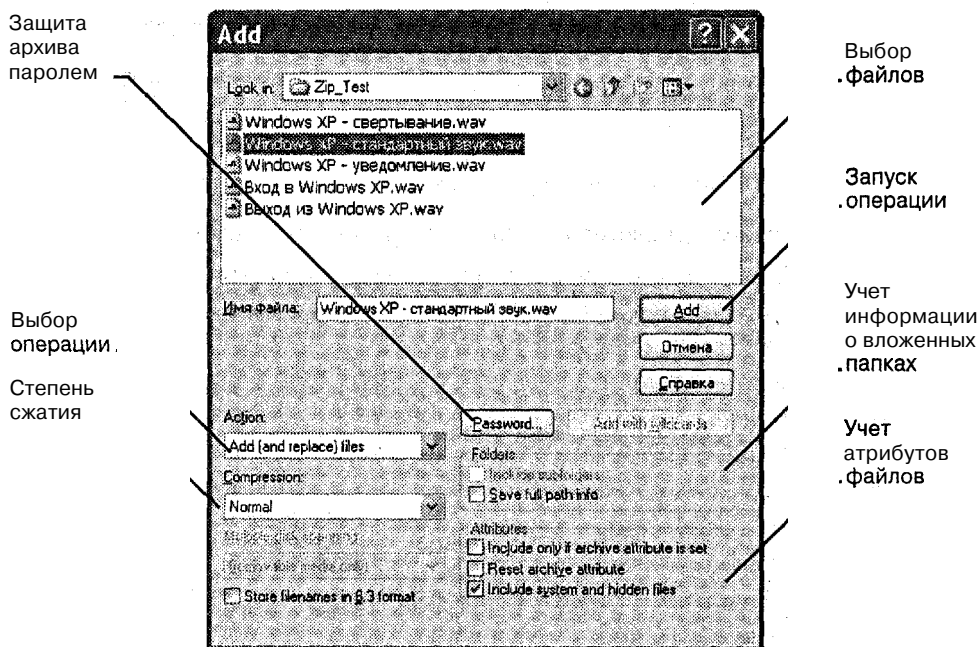 Защита
архива
паролем
Add
Look in:
Zip_Test
Windows XP - свертывание.wav
Windows XP - стандартный звук.wav
Windows XP - уведомление.wav
Вход в Windows XP.wav
Выход из Windows XP.wav
Имя файла:
Windows XP - стандартный звук.wav
Add
Отмена
Справка
Action:
Add (and replace) files
Password...
Add with wildcards
Compression:
Normal
Folders
Include subfolders
Save full path info
Attributes
Include only if archive attribute is set
Reset archive attribute
Include system and hidden files
Store filenames in 8.3 format
Выбор
операции
Степень
сжатия
Выбор
файлов
Запуск
операции
Учет
информации
о вложенных
папках
Учет
атрибутов
файлов